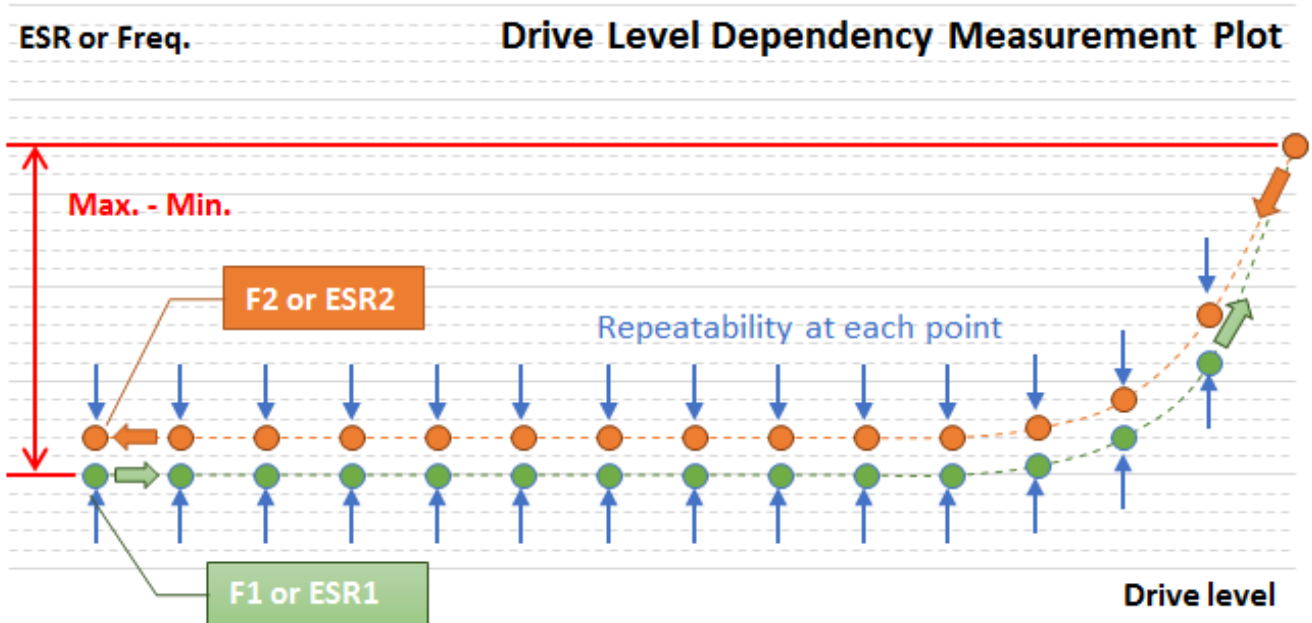 ESR or Freq.
Drive Level Dependency Measurement Plot
Max. - Min.
F2 or ESR2
Repeatability at each point
F1 or ESR1
Drive level